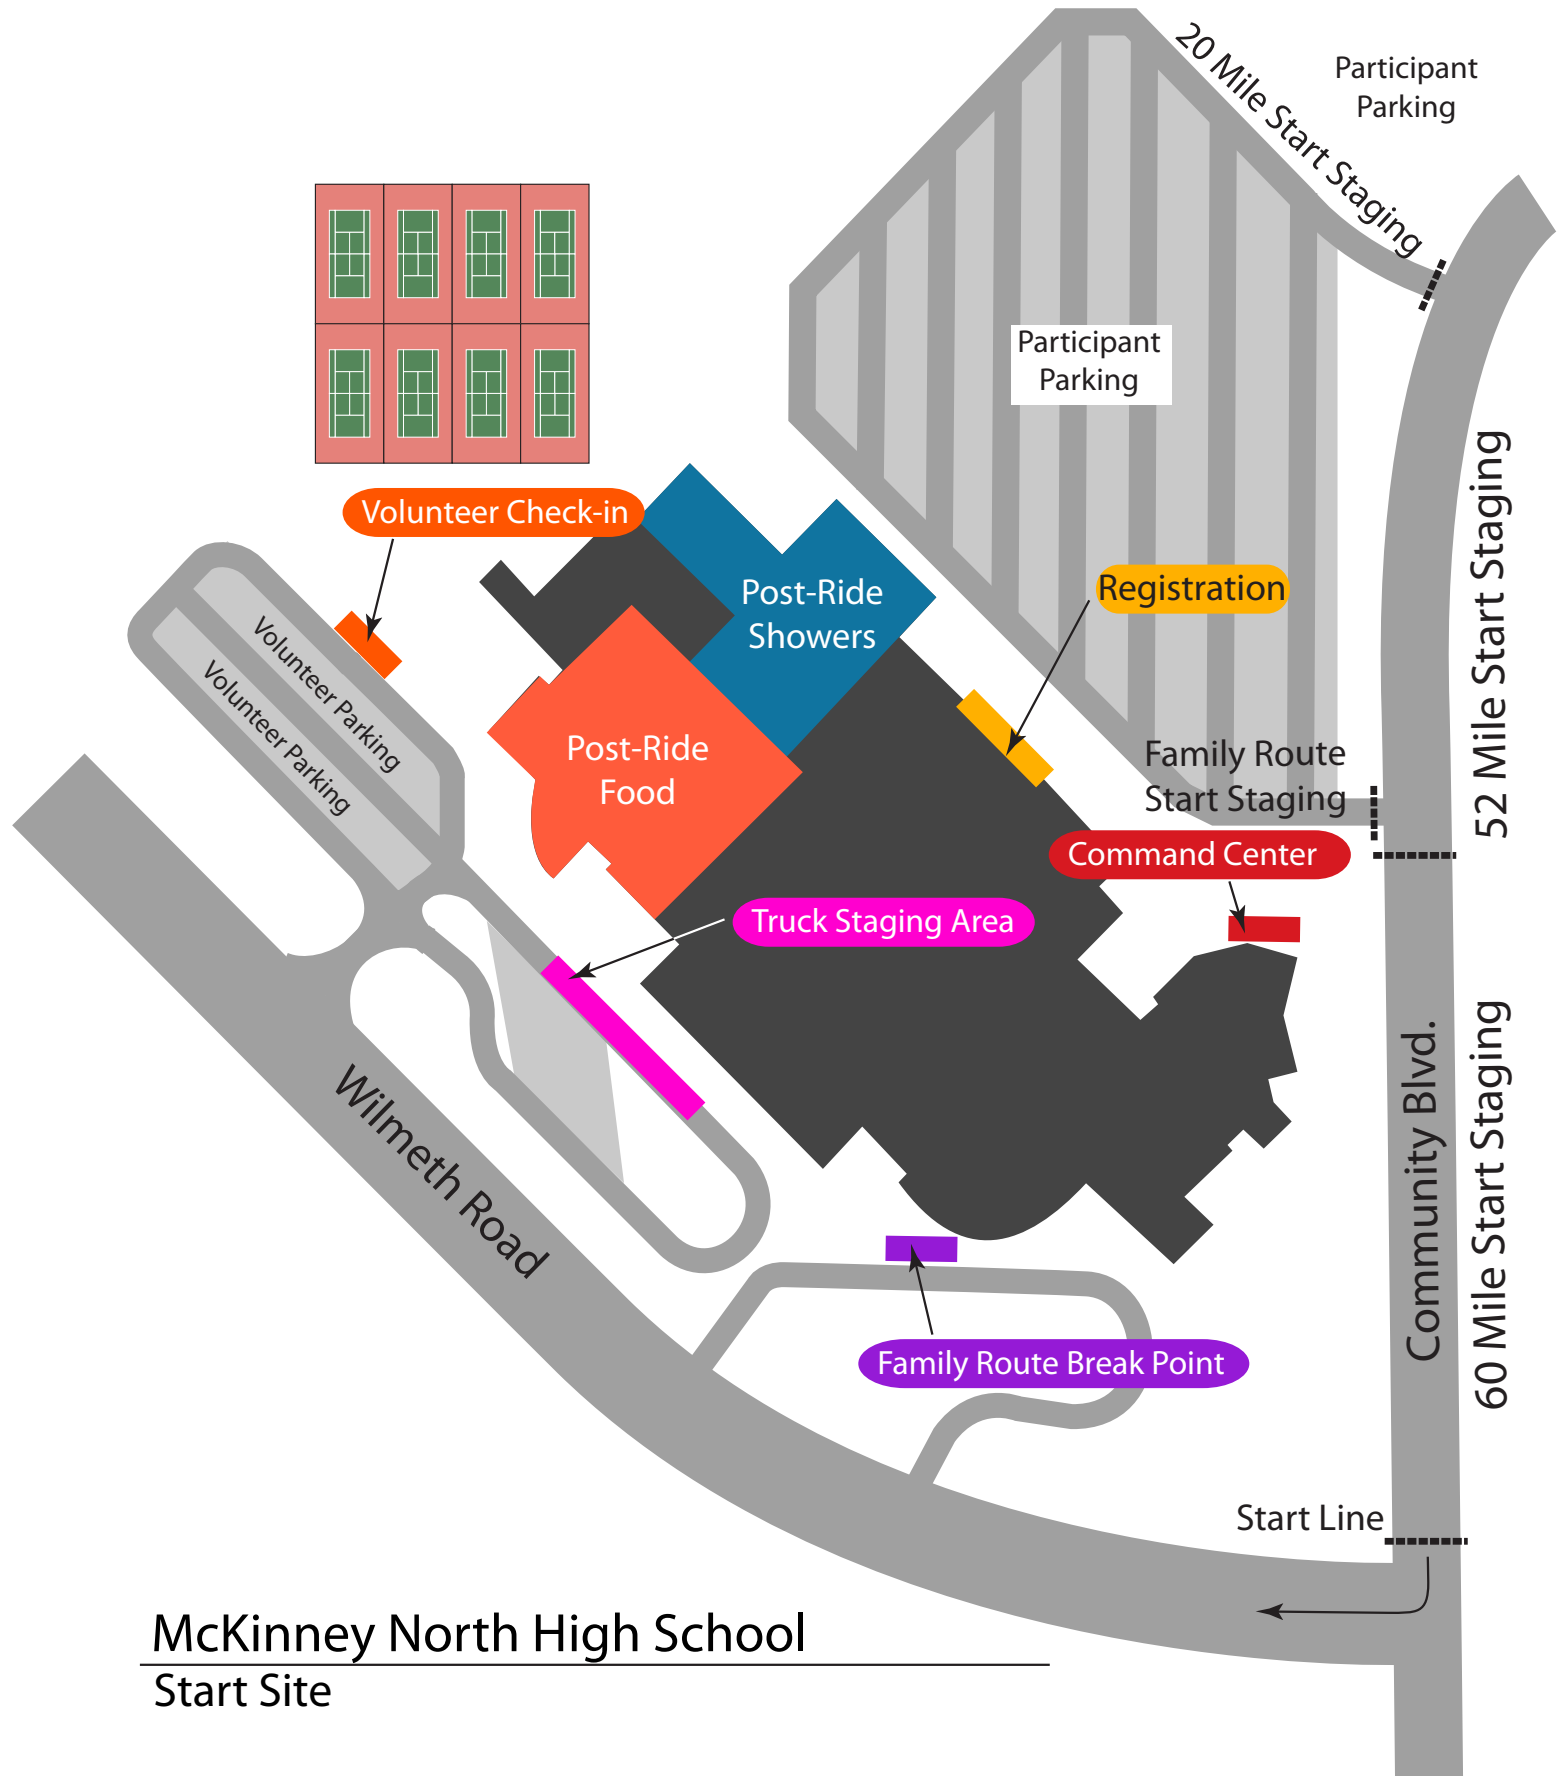 20 Mile Start Staging
Participant
Parking
Participant
Parking
Volunteer Check-in
Post-Ride
Showers
Registration
52 Mile Start Staging
Volunteer Parking
Volunteer Parking
Post-Ride
Food
Family Route
Start Staging
Command Center
Truck Staging Area
Wilmeth Road
Community Blvd.
60 Mile Start Staging
Family Route Break Point
Start Line
McKinney North High School
Start Site